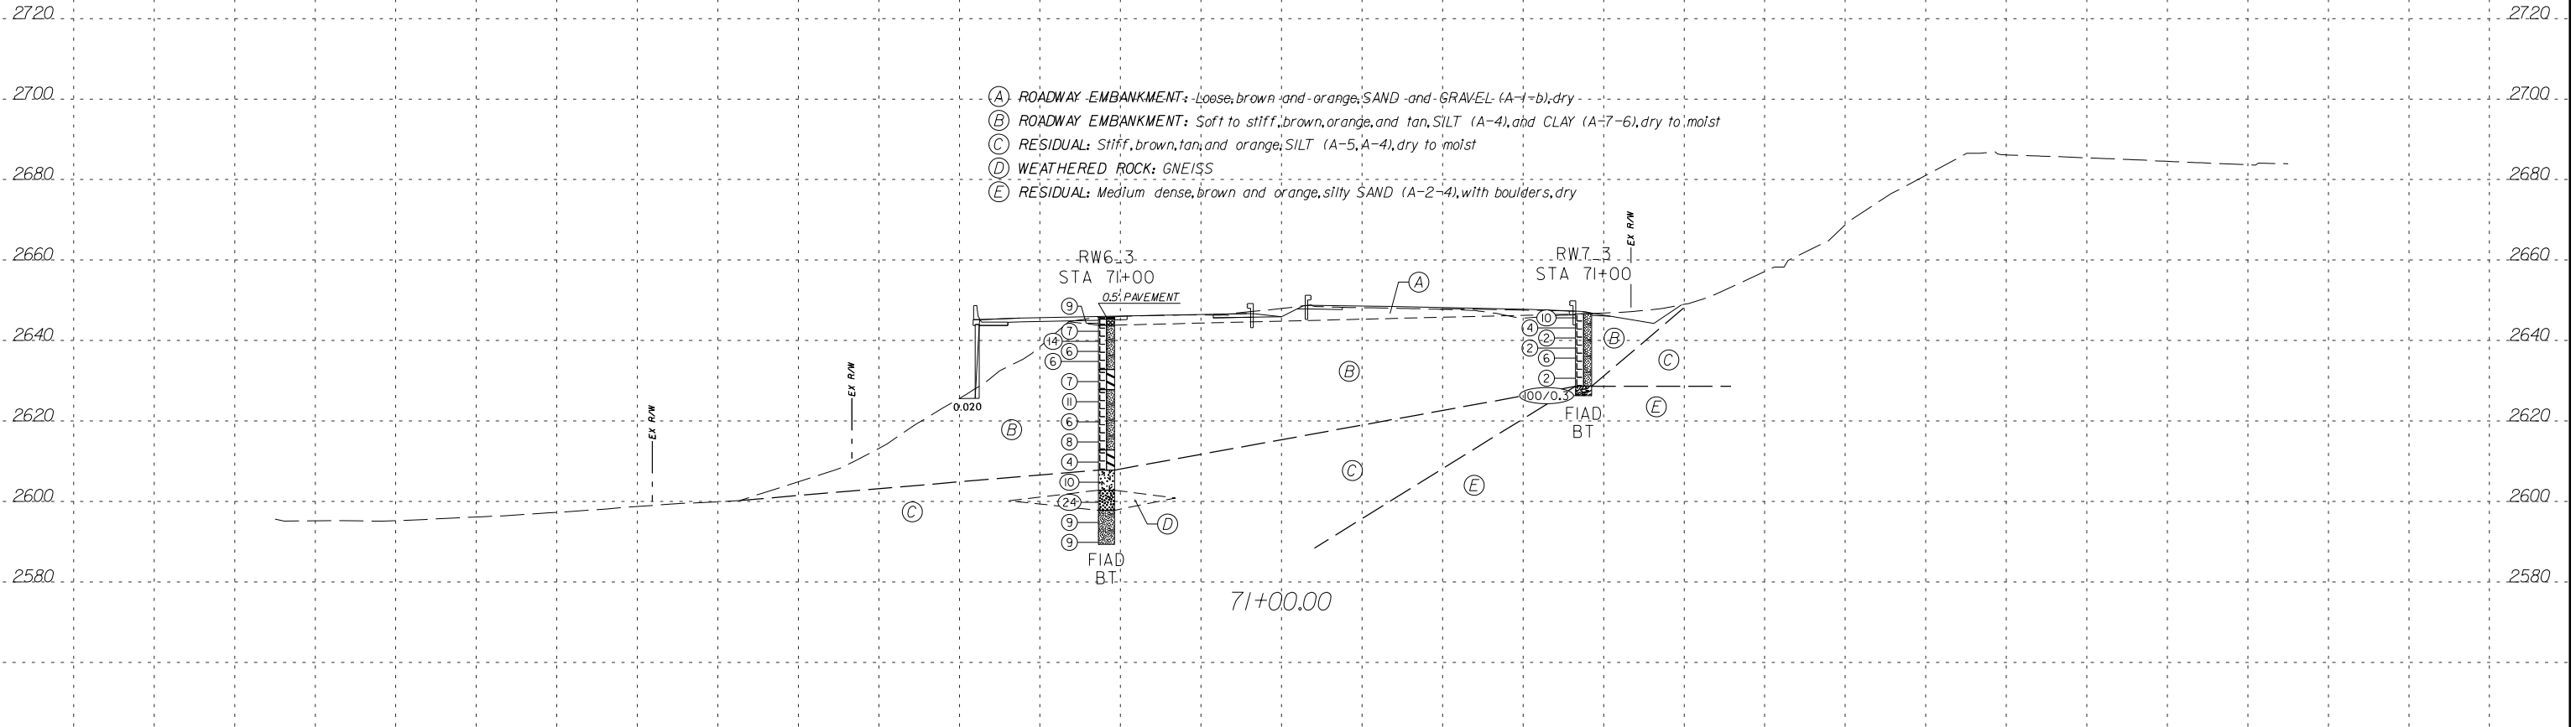 2720 2720
2700 2700
Ⓐ ROADWAY EMBANKMENT: Loose, brown and orange, SAND and GRAVEL (A-1-b), dry
Ⓑ ROADWAY EMBANKMENT: Soft to stiff, brown, orange, and tan, SILT (A-4), and CLAY (A-7-6), dry to moist
Ⓒ RESIDUAL: Stiff, brown, tan, and orange, SILT (A-5, A-4), dry to moist
Ⓓ WEATHERED ROCK: GNEISS
2680 2680
Ⓔ RESIDUAL: Medium dense, brown and orange, silty SAND (A-2-4), with boulders, dry
EX R/W
2660 2660
RW6_3
STA 71+00
RW7_3
STA 71+00
A
0.5' PAVEMENT
9
7
14
6
6
7
11
6
8
4
10
24
9
9
FIAD
BT
10
4
2
2
6
2
100/0.3
FIAD
BT
2640 2640
B
B
C
EX R/W
0.020
E
EX R/W
2620 2620
B
C
E
2600 2600
C
D
2580 2580
71+00.00